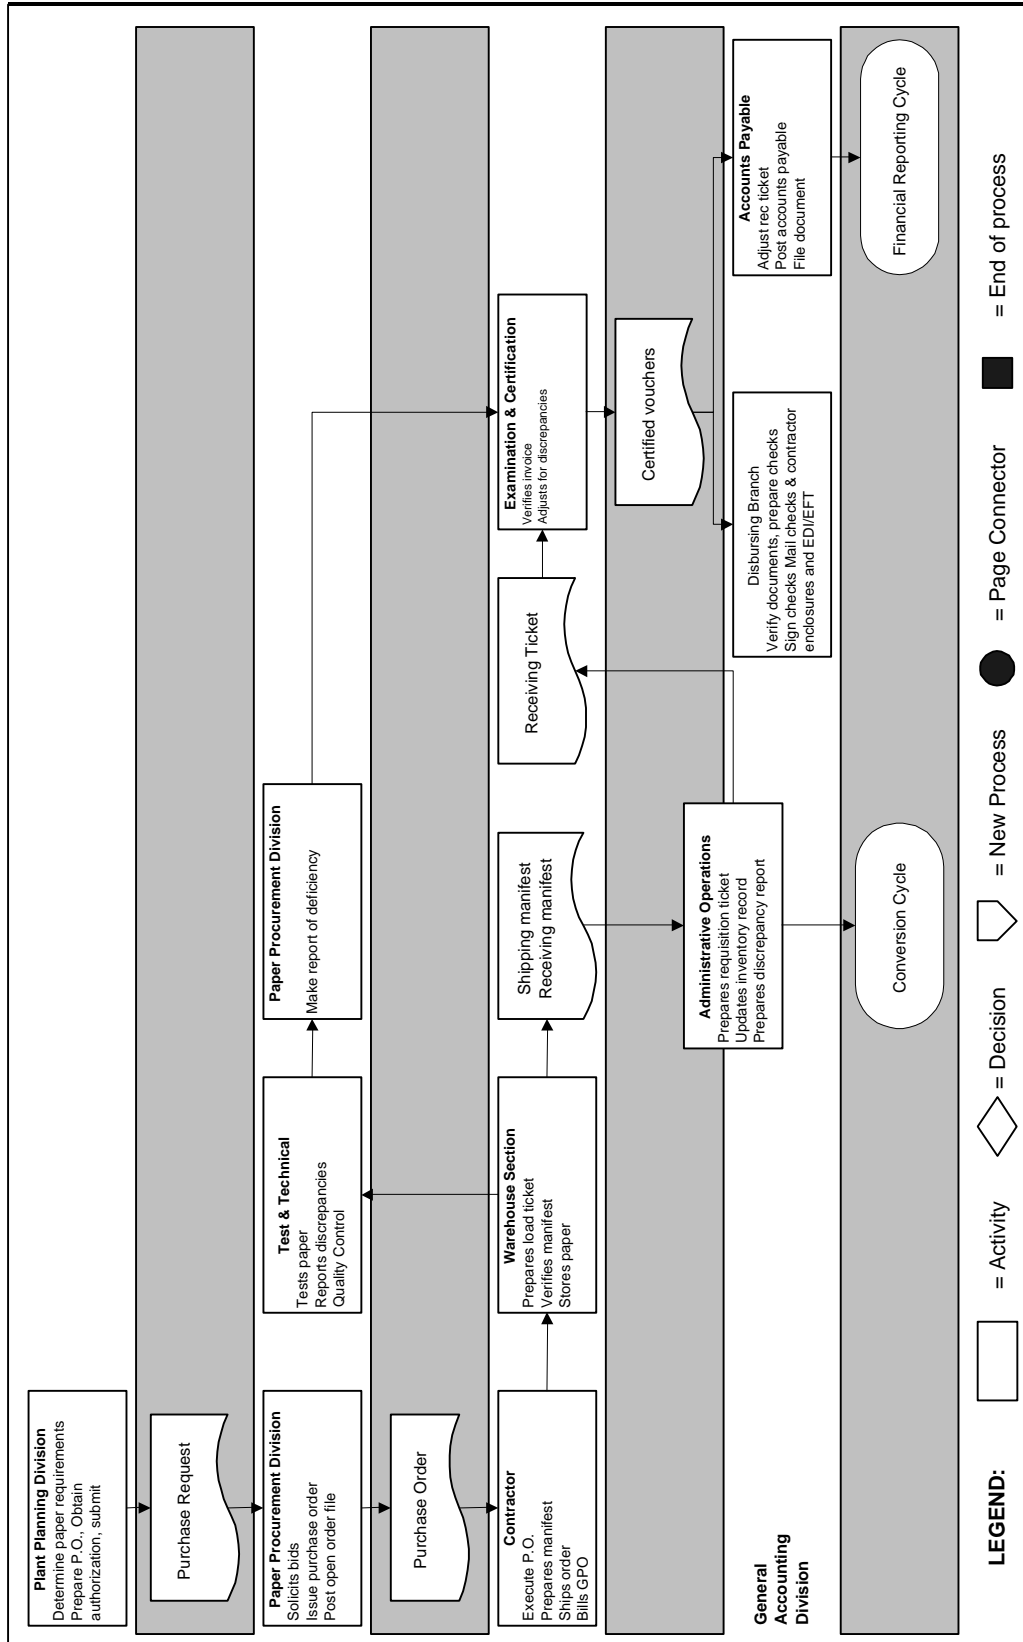 Plant Planning Division
Determine paper requirements
Prepare P.O., Obtain
authorization, submit
Purchase Request
Paper Procurement Division
Solicits bids
Issue purchase order
Post open order file
Test & Technical
Tests paper
Reports discrepancies
Quality Control
Paper Procurement Division
Make report of deficiency
Purchase Order
Contractor
Execute P.O.
Prepares manifest
Ships order
Bills GPO
Warehouse Section
Prepares load ticket
Verifies manifest
Stores paper
Shipping manifest
Receiving manifest
Receiving Ticket
Examination & Certification
Verifies invoice
Adjusts for discrepancies
Certified vouchers
Administrative Operations
Prepares requisition ticket
Updates inventory record
Prepares discrepancy report
Disbursing Branch
Verify documents, prepare checks
Sign checks Mail checks & contractor
enclosures and EDI/EFT
Accounts Payable
Adjust rec ticket
Post accounts payable
File document
General
Accounting
Division
Conversion Cycle
Financial Reporting Cycle
LEGEND:
= Activity
= Decision
= New Process
= Page Connector
= End of process